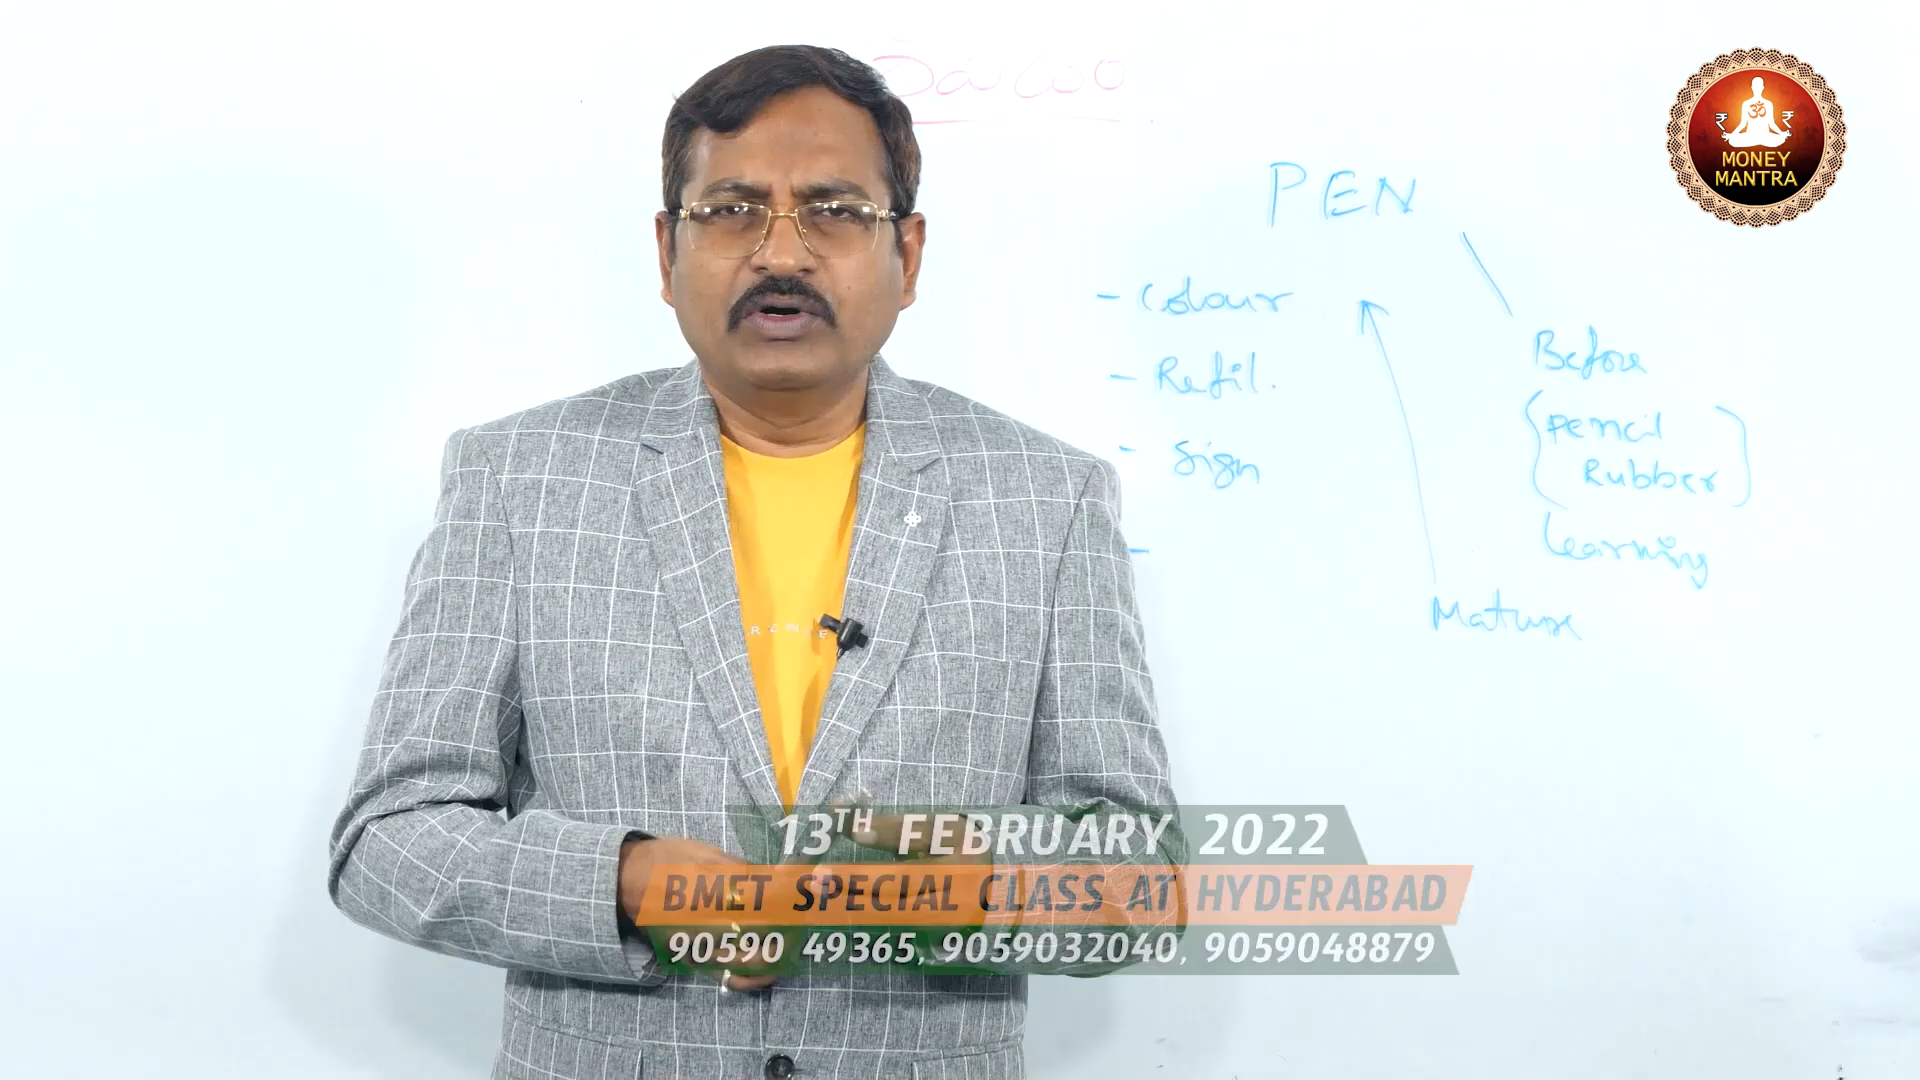 MONEY
MANTRA
PEN
- Colour
- Refil.
- Sign
-
Before
(Pencil
Rubber)
Learning
Mature
13TH FEBRUARY 2022
BMET SPECIAL CLASS AT HYDERABAD
90590 49365, 9059032040, 9059048879